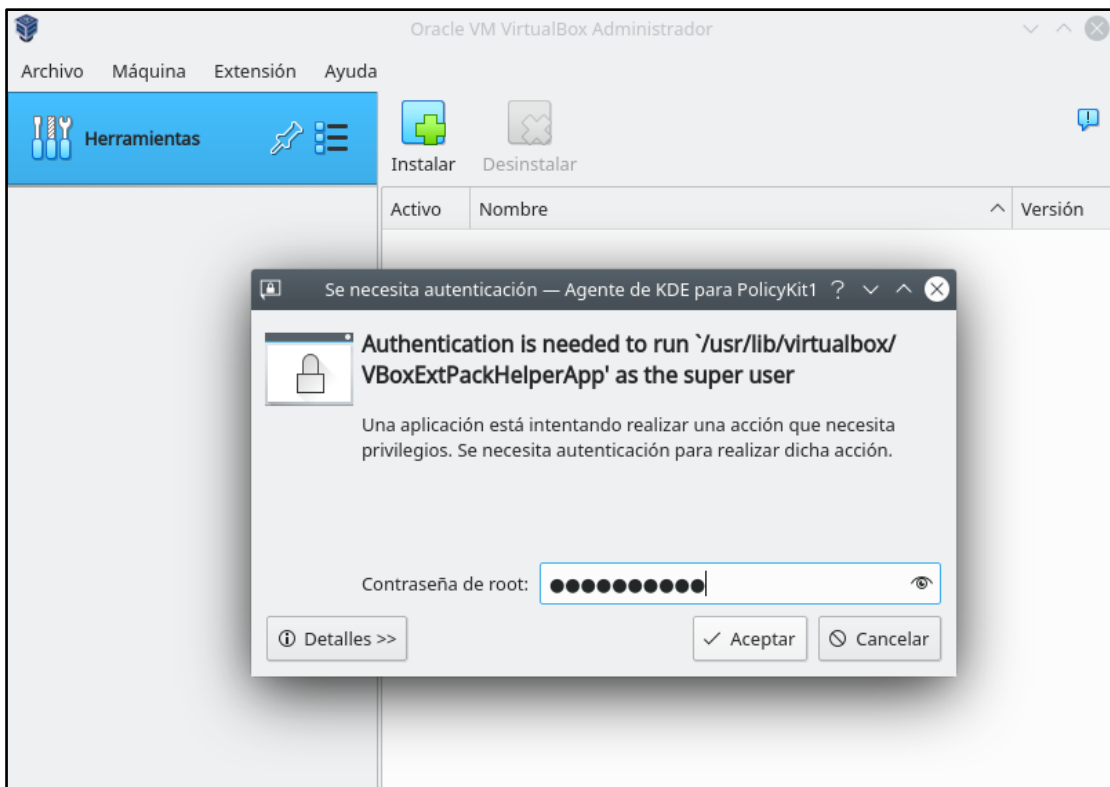 Oracle VM VirtualBox Administrador
Archivo Máquina Extensión Ayuda
Herramientas
Instalar Desinstalar
Activo Nombre Versión
Se necesita autenticación — Agente de KDE para PolicyKit1
Authentication is needed to run `/usr/lib/virtualbox/
VBoxExtPackHelperApp' as the super user
Una aplicación está intentando realizar una acción que necesita
privilegios. Se necesita autenticación para realizar dicha acción.
Contraseña de root: ●●●●●●●●●●
Detalles >> Aceptar Cancelar